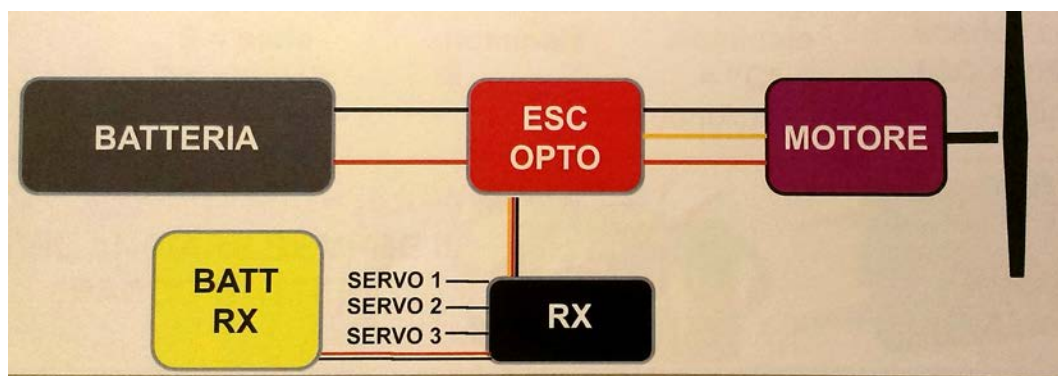 BATTERIA
ESC
OPTO
MOTORE
BATT
RX
SERVO 1
SERVO 2
SERVO 3
RX